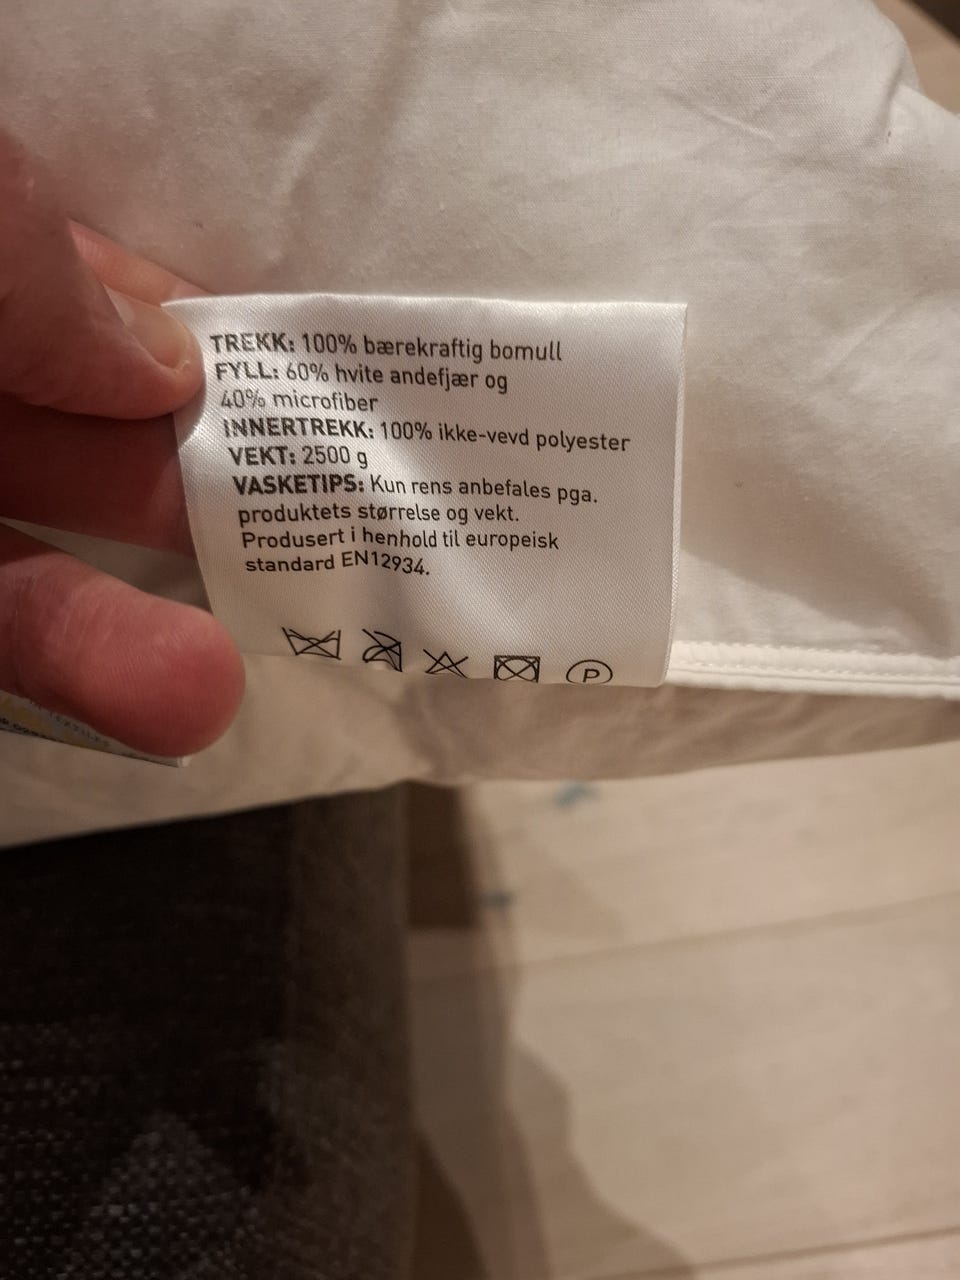 TREKK: 100% bærekraftig bomull
FYLL: 60% hvite andefjær og
40% microfiber
INNERTREKK: 100% ikke-vevd polyester
VEKT: 2500 g
VASKETIPS: Kun rens anbefales pga.
produktets størrelse og vekt.
Produsert i henhold til europeisk
standard EN12934.
P